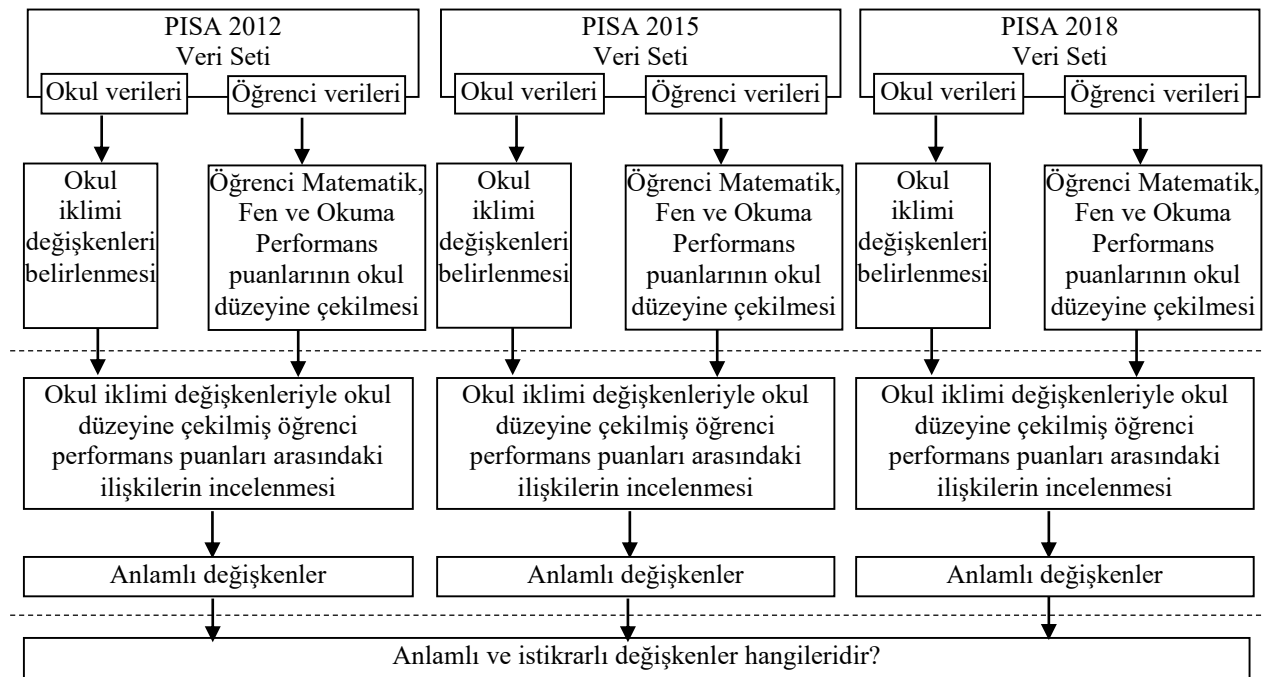 PISA 2012
Veri Seti
Okul verileri
Öğrenci verileri
Okul
iklimi
değişkenleri
belirlenmesi
Öğrenci Matematik,
Fen ve Okuma
Performans
puanlarının okul
düzeyine çekilmesi
Okul iklimi değişkenleriyle okul
düzeyine çekilmiş öğrenci
performans puanları arasındaki
ilişkilerin incelenmesi
Anlamlı değişkenler
PISA 2015
Veri Seti
Okul verileri
Öğrenci verileri
Okul
iklimi
değişkenleri
belirlenmesi
Öğrenci Matematik,
Fen ve Okuma
Performans
puanlarının okul
düzeyine çekilmesi
Okul iklimi değişkenleriyle okul
düzeyine çekilmiş öğrenci
performans puanları arasındaki
ilişkilerin incelenmesi
Anlamlı değişkenler
PISA 2018
Veri Seti
Okul verileri
Öğrenci verileri
Okul
iklimi
değişkenleri
belirlenmesi
Öğrenci Matematik,
Fen ve Okuma
Performans
puanlarının okul
düzeyine çekilmesi
Okul iklimi değişkenleriyle okul
düzeyine çekilmiş öğrenci
performans puanları arasındaki
ilişkilerin incelenmesi
Anlamlı değişkenler
Anlamlı ve istikrarlı değişkenler hangileridir?